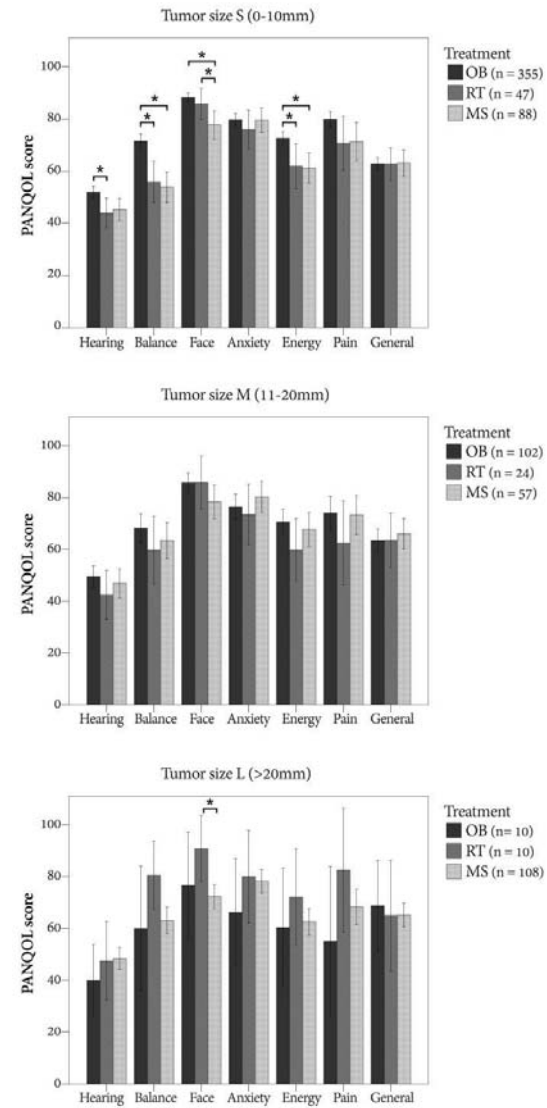 Tumor size S (0-10mm)
Treatment
OB (n = 355)
RT (n = 47)
MS (n = 88)
PANQOL score
100
80
60
40
20
0
* * * * * * *
Hearing Balance Face Anxiety Energy Pain General
Tumor size M (11-20mm)
Treatment
OB (n = 102)
RT (n = 24)
MS (n = 57)
PANQOL score
100
80
60
40
20
0
Hearing Balance Face Anxiety Energy Pain General
Tumor size L (>20mm)
Treatment
OB (n= 10)
RT (n = 10)
MS (n = 108)
PANQOL score
100
80
60
40
20
0
*
Hearing Balance Face Anxiety Energy Pain General